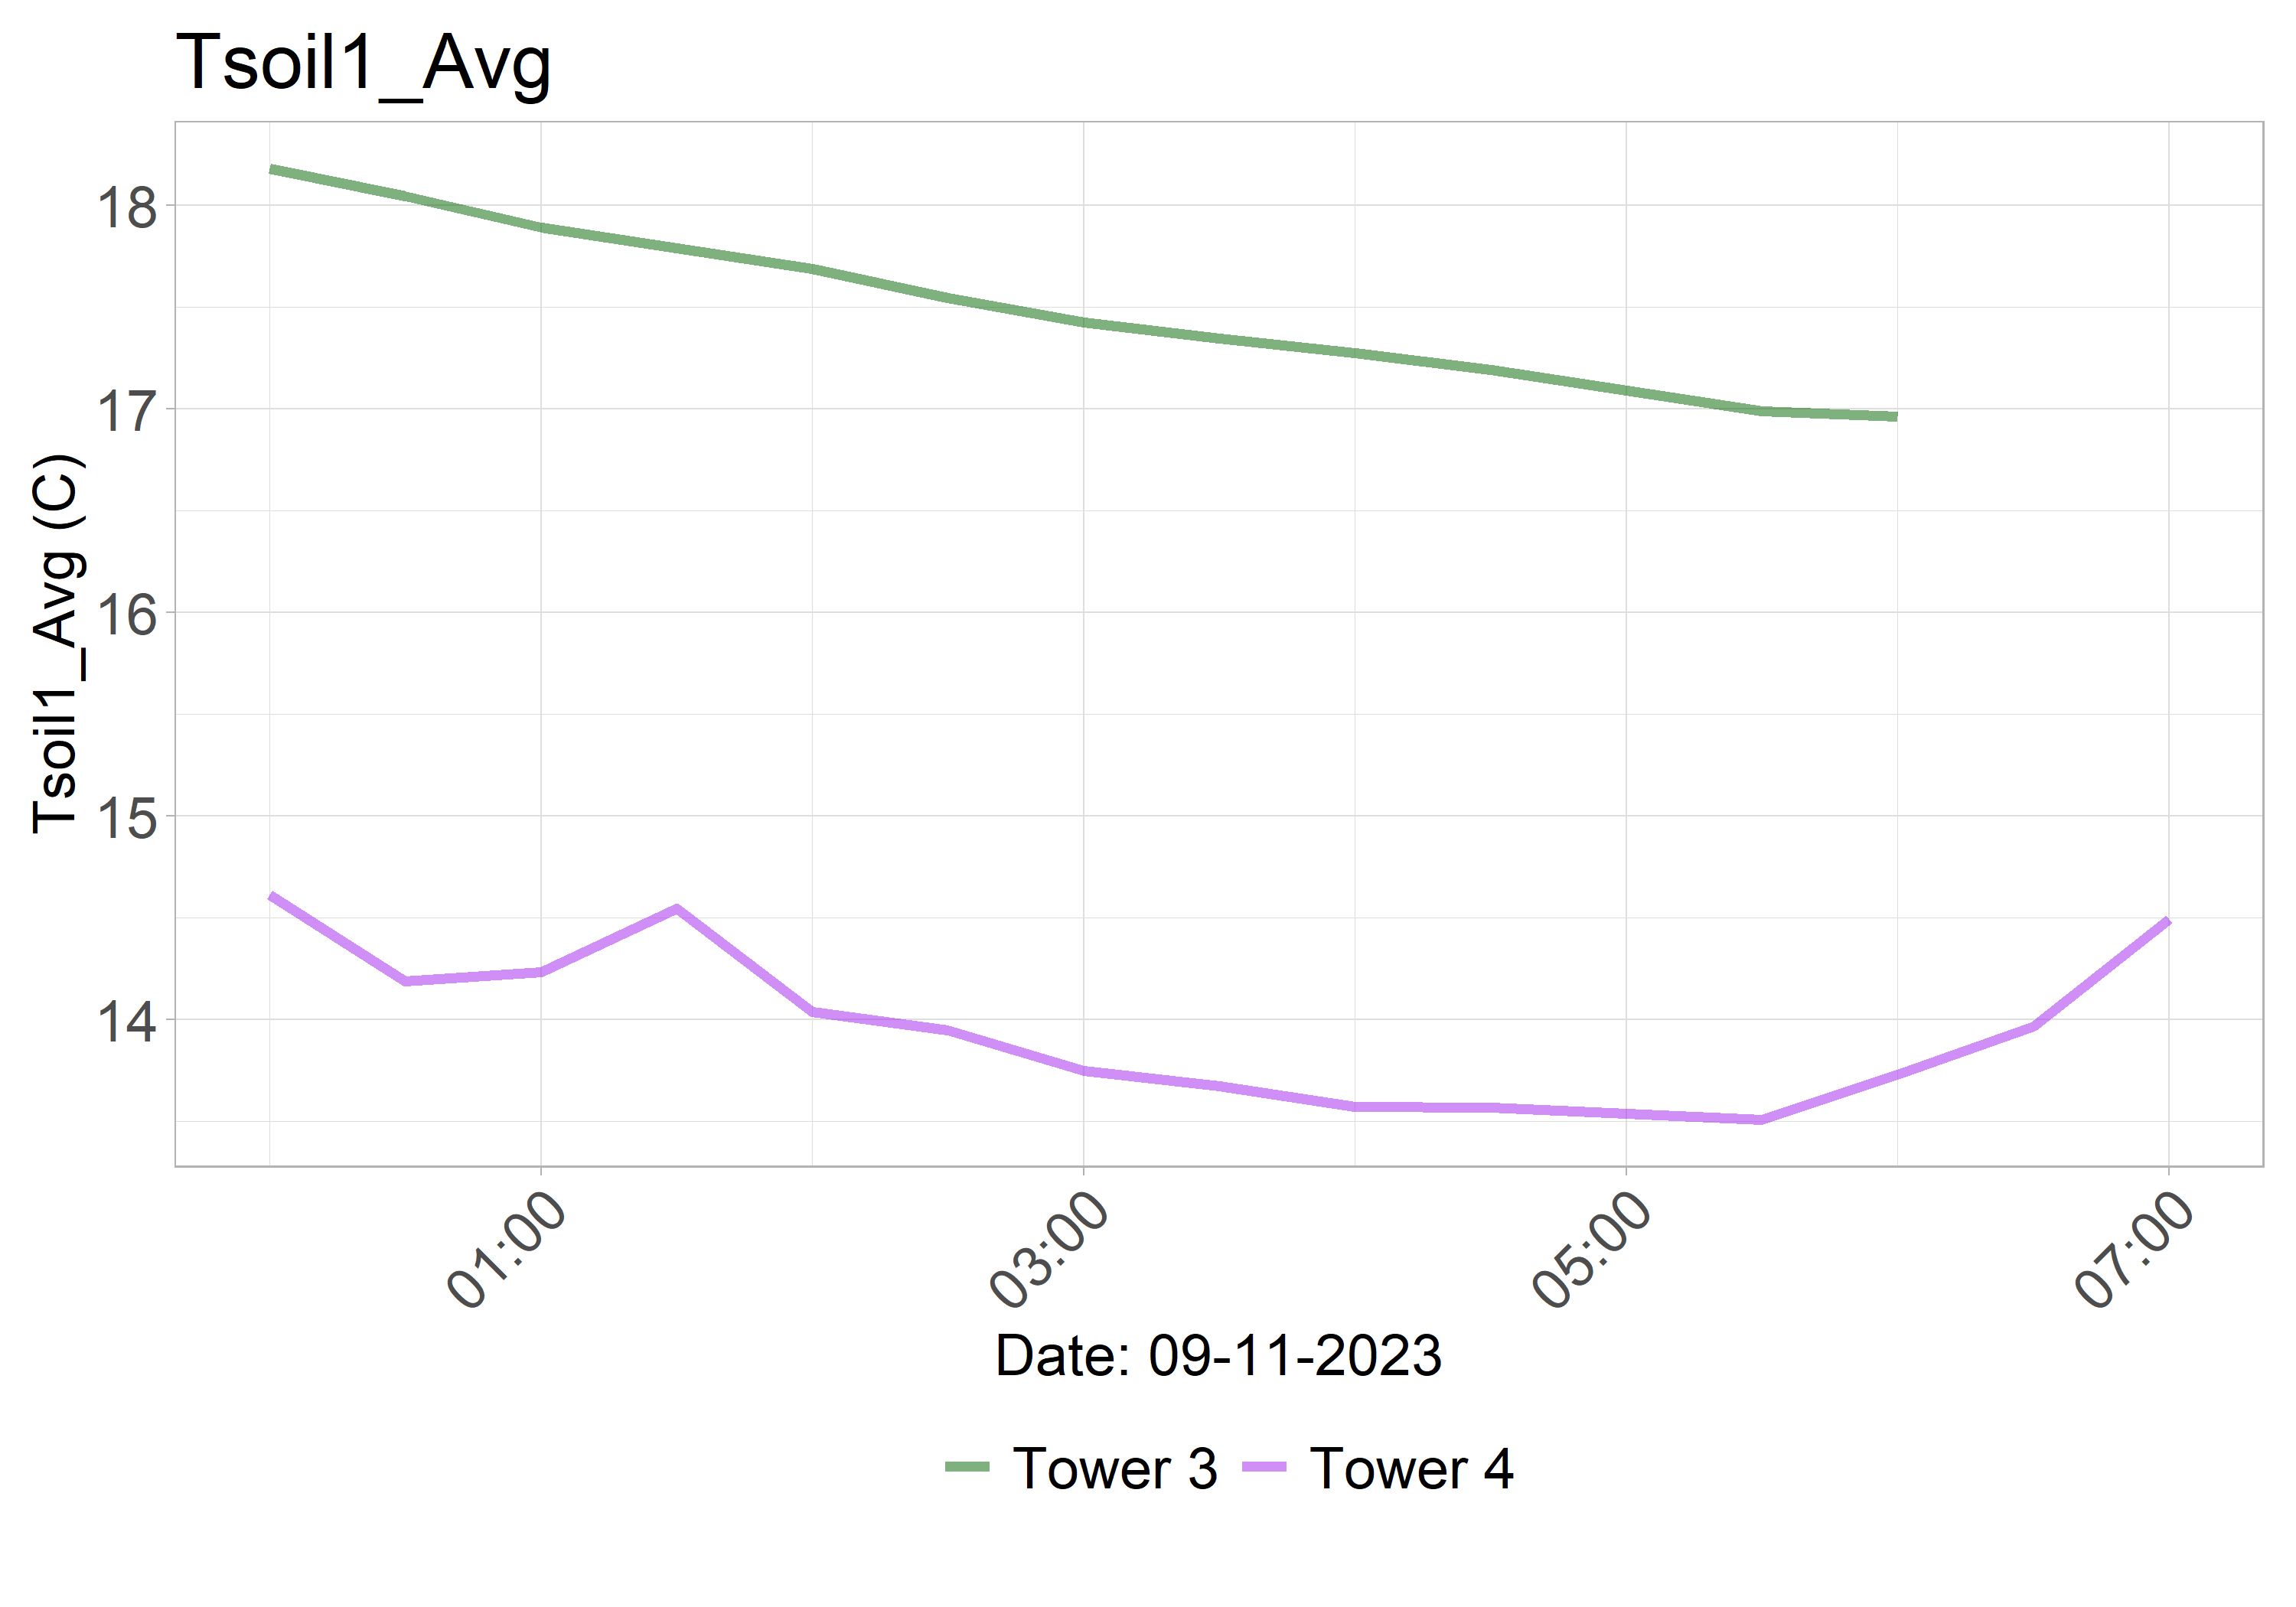 Tsoil1_Avg
Tsoil1_Avg (C)
18
17
16
15
14
01:00 03:00 05:00 07:00
Date: 09-11-2023
Tower 3 Tower 4